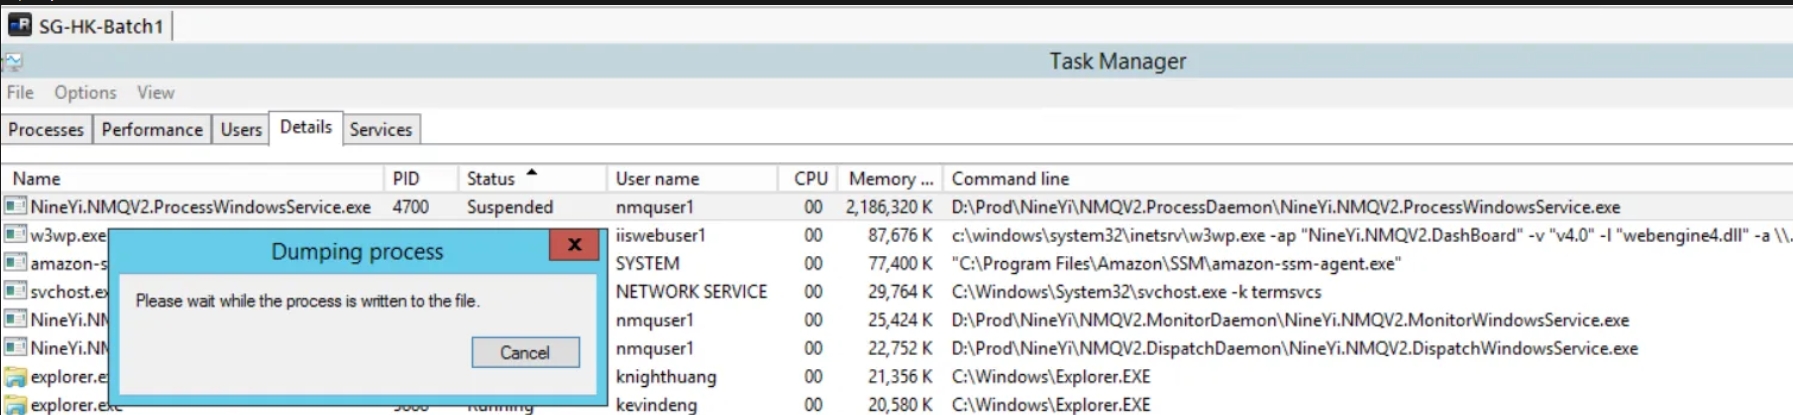 SG-HK-Batch1
Task Manager
File Options View
Processes Performance Users Details Services
Name PID Status User name CPU Memory ... Command line
NineYi.NMQV2.ProcessWindowsService.exe 4700 Suspended nmquser1 00 2,186,320 K D:\Prod\NineYi\NMQV2.ProcessDaemon\NineYi.NMQV2.ProcessWindowsService.exe
w3wp.exe iiswebuser1 00 87,676 K c:\windows\system32\inetsrv\w3wp.exe -ap "NineYi.NMQV2.DashBoard" -v "v4.0" -l "webengine4.dll" -a \\.
amazon-s SYSTEM 00 77,400 K "C:\Program Files\Amazon\SSM\amazon-ssm-agent.exe"
svchost.ex NETWORK SERVICE 00 29,764 K C:\Windows\System32\svchost.exe -k termsvcs
NineYi.NM nmquser1 00 25,424 K D:\Prod\NineYi\NMQV2.MonitorDaemon\NineYi.NMQV2.MonitorWindowsService.exe
NineYi.NM nmquser1 00 22,752 K D:\Prod\NineYi\NMQV2.DispatchDaemon\NineYi.NMQV2.DispatchWindowsService.exe
explorer.e knighthuang 00 21,356 K C:\Windows\Explorer.EXE
explorer.exe Running kevindeng 00 20,580 K C:\Windows\Explorer.EXE
Dumping process x
Please wait while the process is written to the file.
Cancel